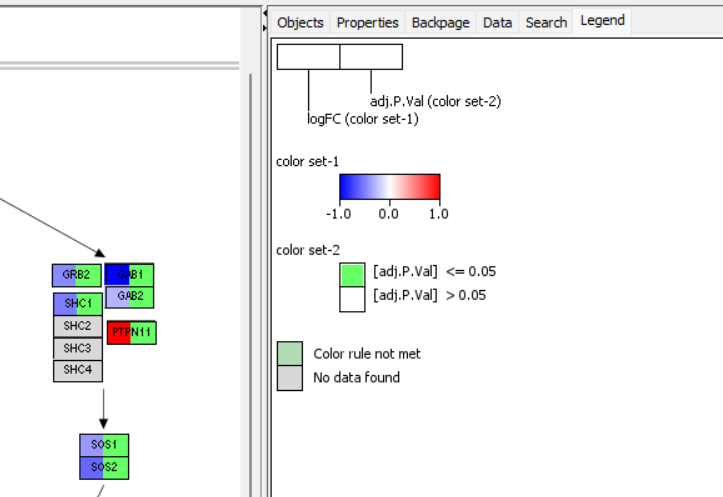 Objects Properties Backpage Data Search Legend
adj.P.Val (color set-2)
logFC (color set-1)
color set-1
-1.0 0.0 1.0
color set-2
[adj.P.Val] <= 0.05
[adj.P.Val] > 0.05
Color rule not met
No data found
GRB2 GAB1
GAB2
SHC1
SHC2
PTPN11
SHC3
SHC4
SOS1
SOS2